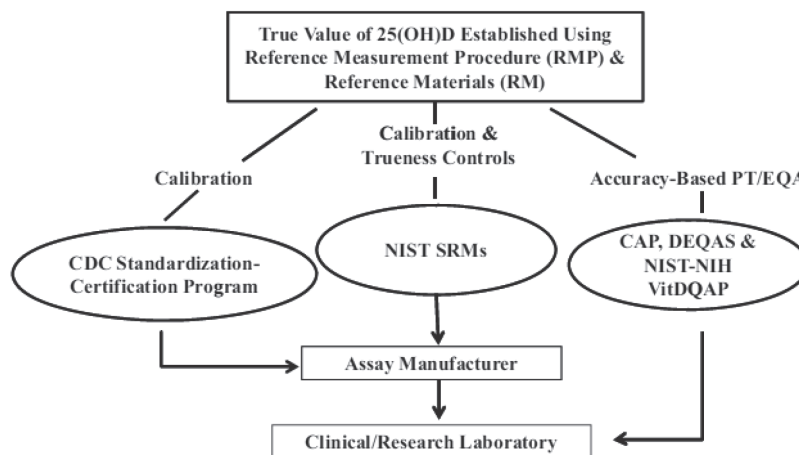 True Value of 25(OH)D Established Using
Reference Measurement Procedure (RMP) &
Reference Materials (RM)
Calibration &
Trueness Controls
Calibration
Accuracy-Based PT/EQA
CDC Standardization-
Certification Program
NIST SRMs
CAP, DEQAS &
NIST-NIH
VitDQAP
Assay Manufacturer
Clinical/Research Laboratory